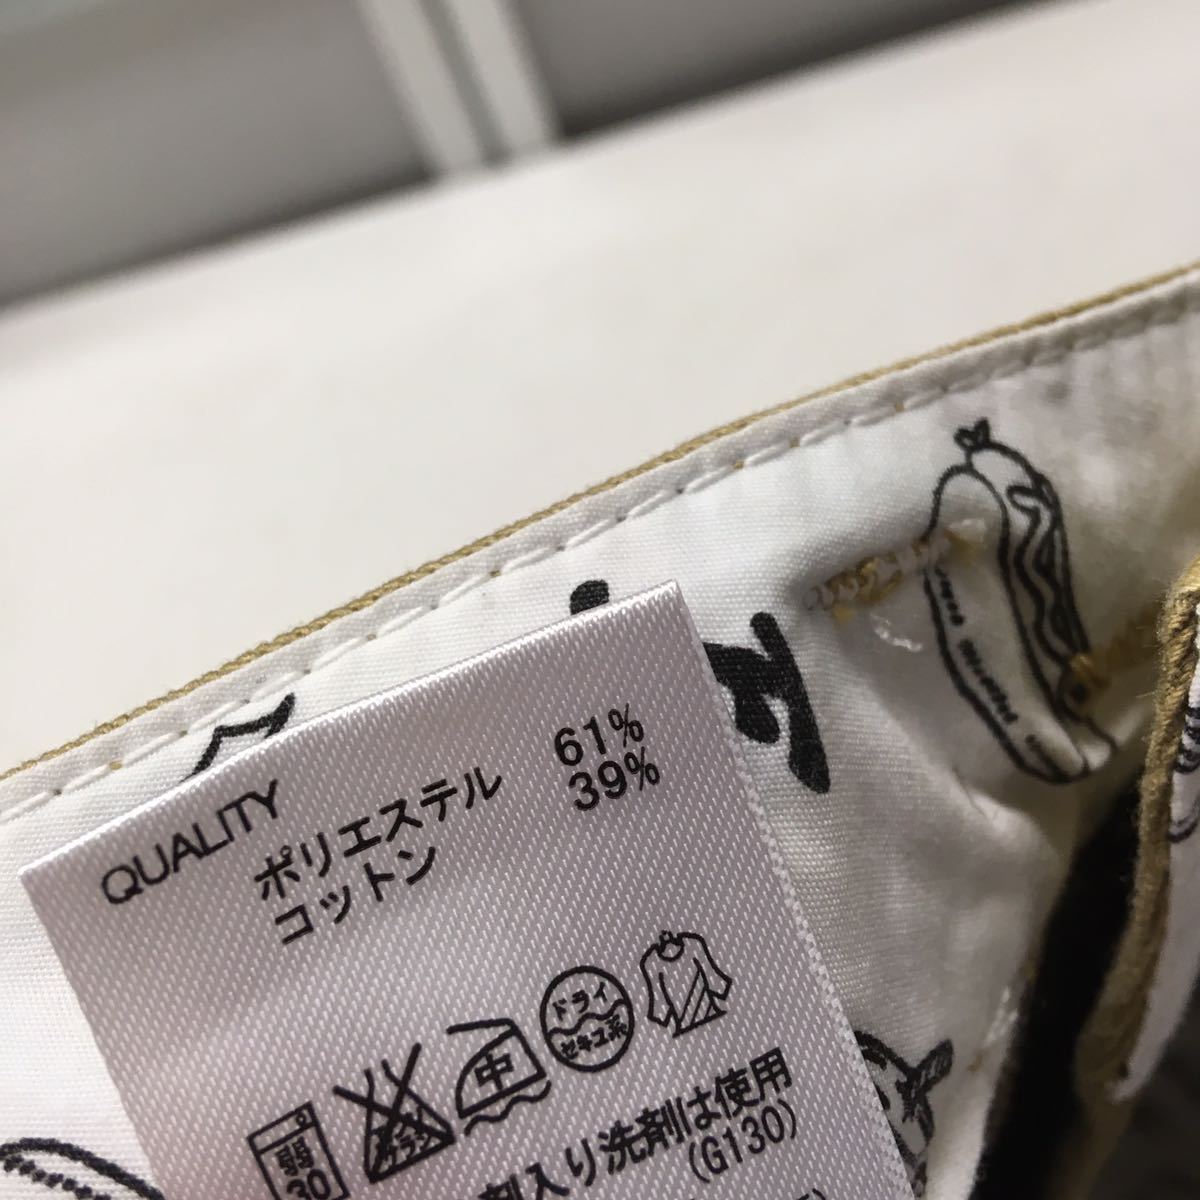 QUALITY
ポリエステル 61%
コットン 39%
弱
30
中
ドライ
セキユ系
剤入り洗剤は使用
(G130)